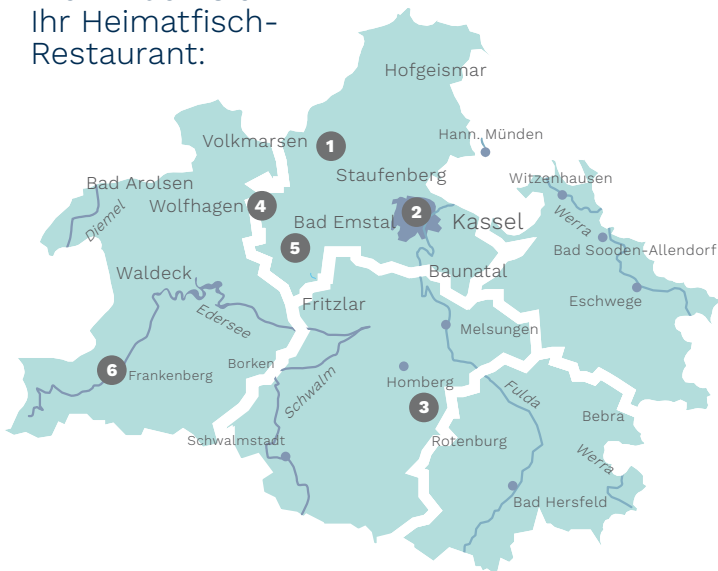 Ihr Heimatfisch-
Restaurant:
Hofgeismar
Hann. Münden
Volkmarsen
1
Staufenberg
Witzenhausen
Bad Arolsen
Wolfhagen
4
2
Diemel
Bad Emstal
Kassel
Werra
5
Bad Sooden-Allendorf
Waldeck
Baunatal
Eschwege
Fritzlar
Edersee
Melsungen
Borken
6
Frankenberg
Schwalm
Homberg
3
Fulda
Bebra
Schwalmstadt
Rotenburg
Werra
Bad Hersfeld